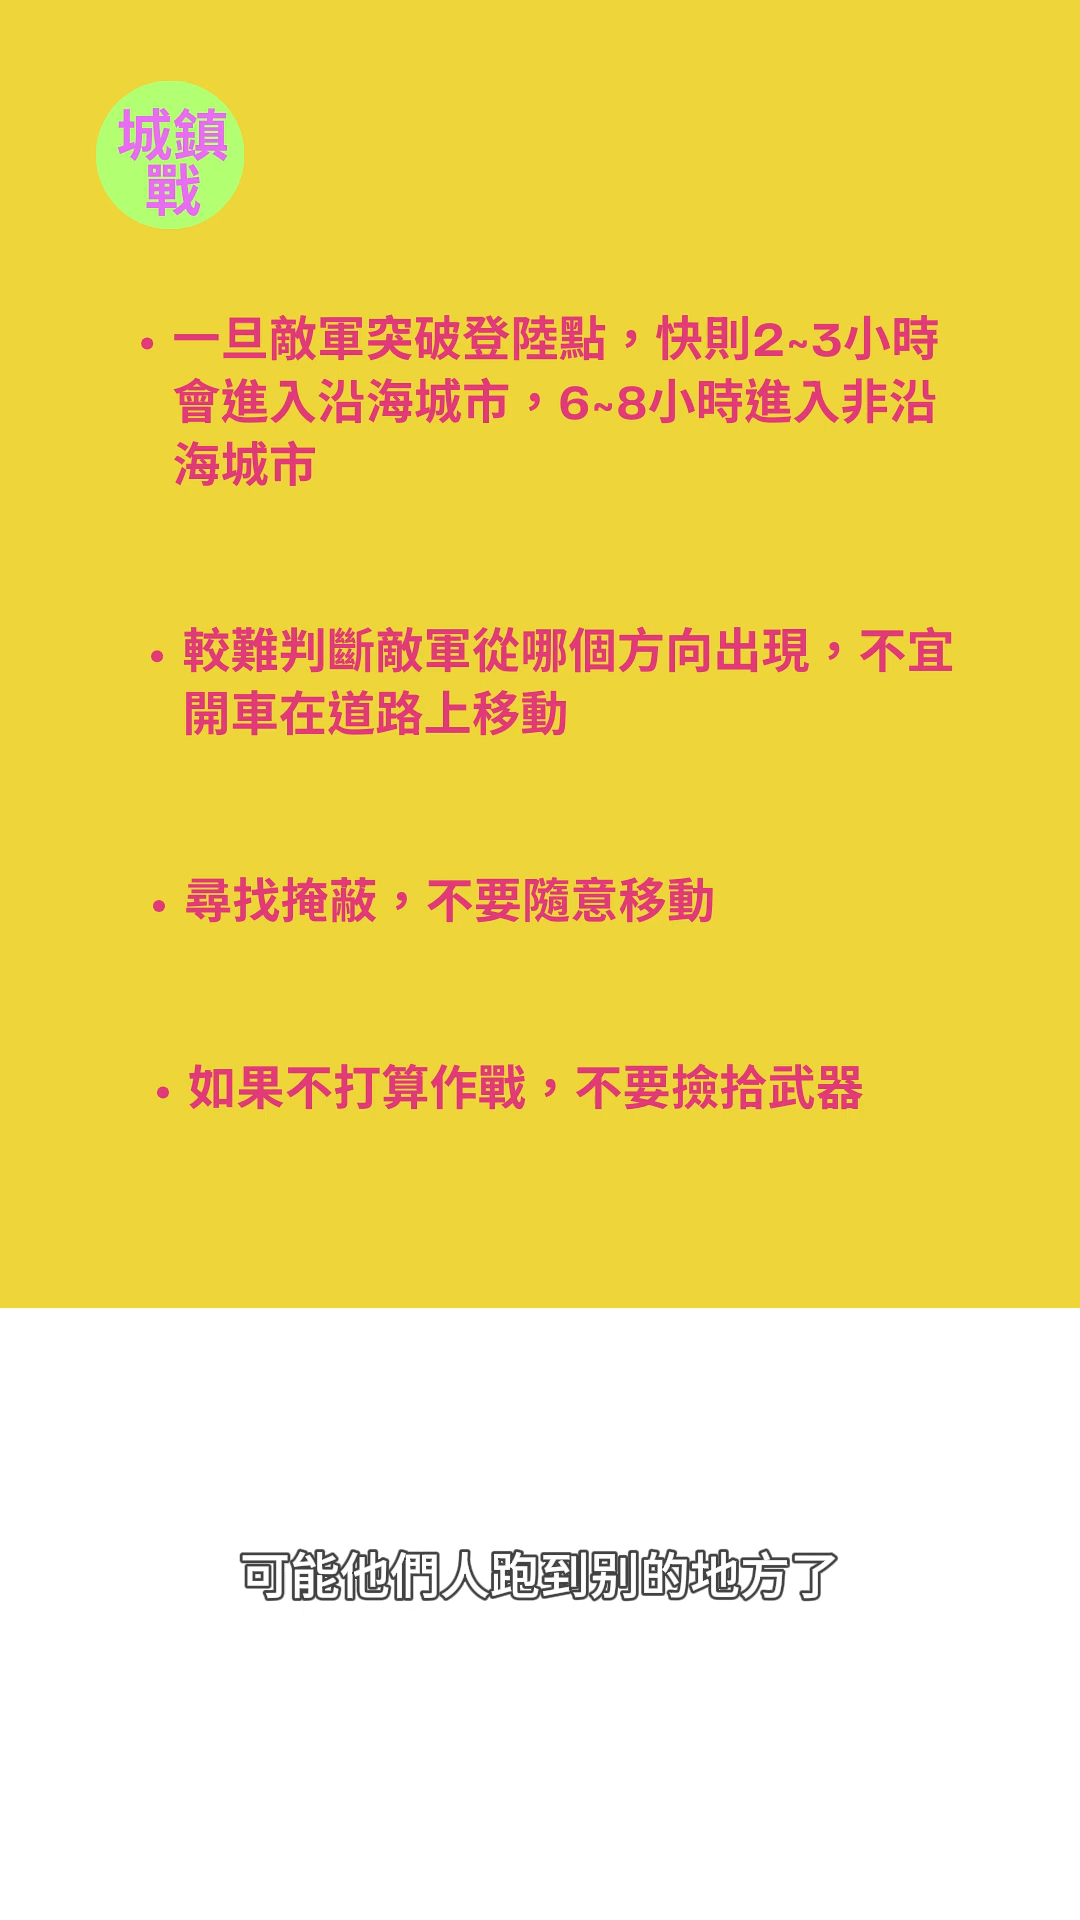 城鎮
戰
• 一旦敵軍突破登陸點，快則2~3小時
會進入沿海城市，6~8小時進入非沿
海城市
• 較難判斷敵軍從哪個方向出現，不宜
開車在道路上移動
• 尋找掩蔽，不要隨意移動
• 如果不打算作戰，不要撿拾武器
可能他們人跑到別的地方了